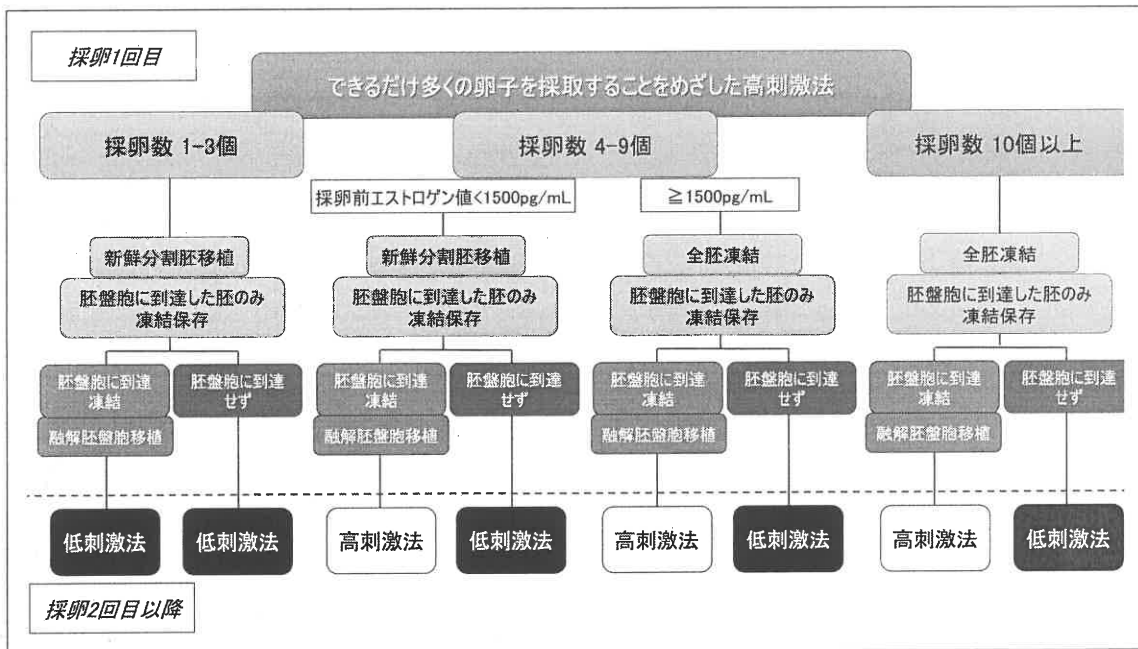 採卵1回目
できるだけ多くの卵子を採取することをめざした高刺激法
採卵数 1-3個
採卵数 4-9個
採卵数 10個以上
採卵前エストロゲン値<1500pg/mL
≧1500pg/mL
新鮮分割胚移植
新鮮分割胚移植
全胚凍結
全胚凍結
胚盤胞に到達した胚のみ
凍結保存
胚盤胞に到達した胚のみ
凍結保存
胚盤胞に到達した胚のみ
凍結保存
胚盤胞に到達した胚のみ
凍結保存
胚盤胞に到達
凍結
胚盤胞に到達
せず
胚盤胞に到達
凍結
胚盤胞に到達
せず
胚盤胞に到達
凍結
胚盤胞に到達
せず
胚盤胞に到達
凍結
胚盤胞に到達
せず
融解胚盤胞移植
融解胚盤胞移植
融解胚盤胞移植
融解胚盤胞移植
低刺激法
低刺激法
高刺激法
低刺激法
高刺激法
低刺激法
高刺激法
低刺激法
採卵2回目以降